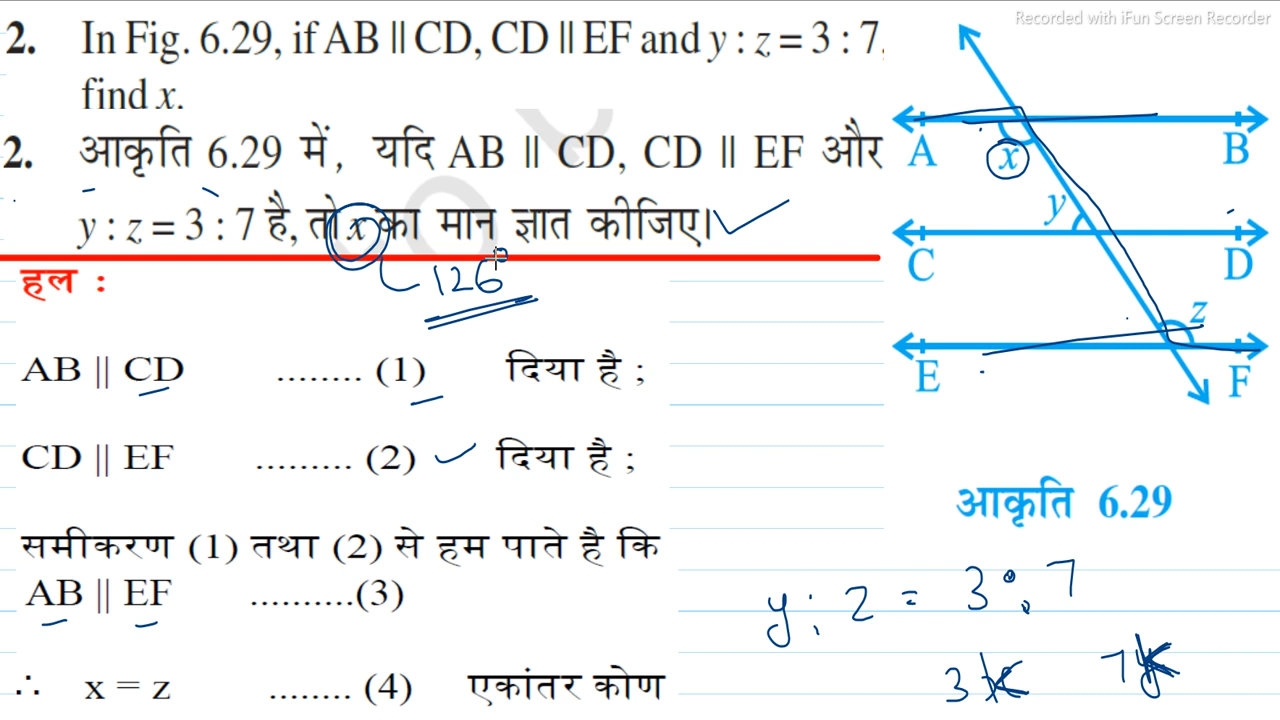 Recorded with iFun Screen Recorder
2. In Fig. 6.29, if AB || CD, CD || EF and y : z = 3 : 7,
find x.
2. आकृति 6.29 में, यदि AB || CD, CD || EF और
y : z = 3 : 7 है, तो x का मान ज्ञात कीजिए।
हल :
126°
AB || CD ........ (1) दिया है ;
CD || EF ......... (2) दिया है ;
समीकरण (1) तथा (2) से हम पाते है कि
AB || EF ..........(3)
∴ x = z ........ (4) एकांतर कोण
A B
x
y
C D
z
E F
आकृति 6.29
y : z = 3 : 7
3 7